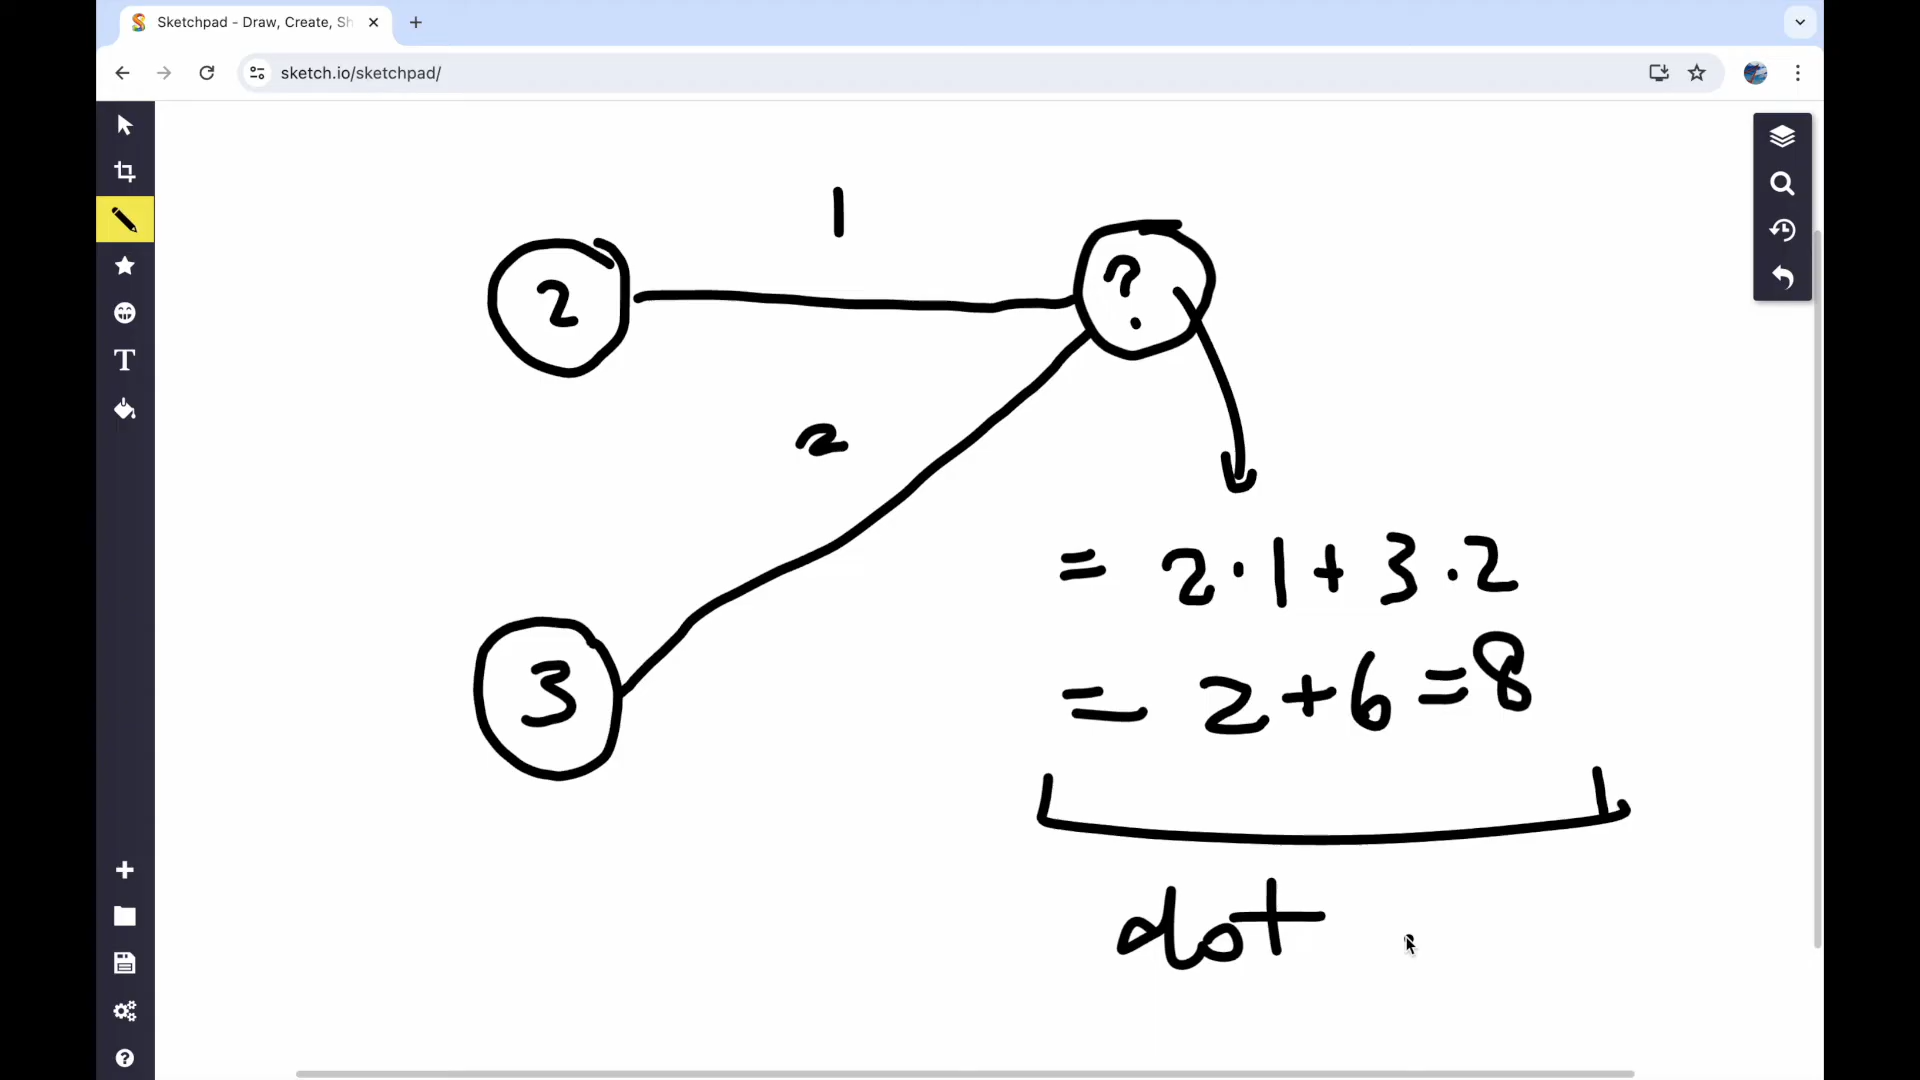 Sketchpad - Draw, Create, Sh
sketch.io/sketchpad/
1
2
?
2
= 2·1+3·2
3
= 2+6=8
dot